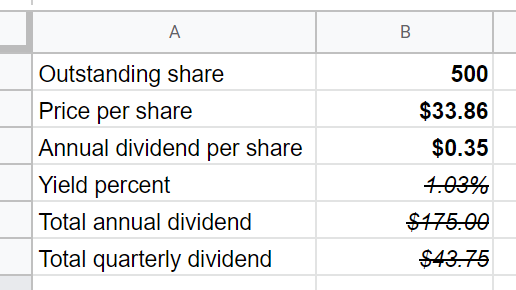 A B
Outstanding share 500
Price per share $33.86
Annual dividend per share $0.35
Yield percent 1.03%
Total annual dividend $175.00
Total quarterly dividend $43.75